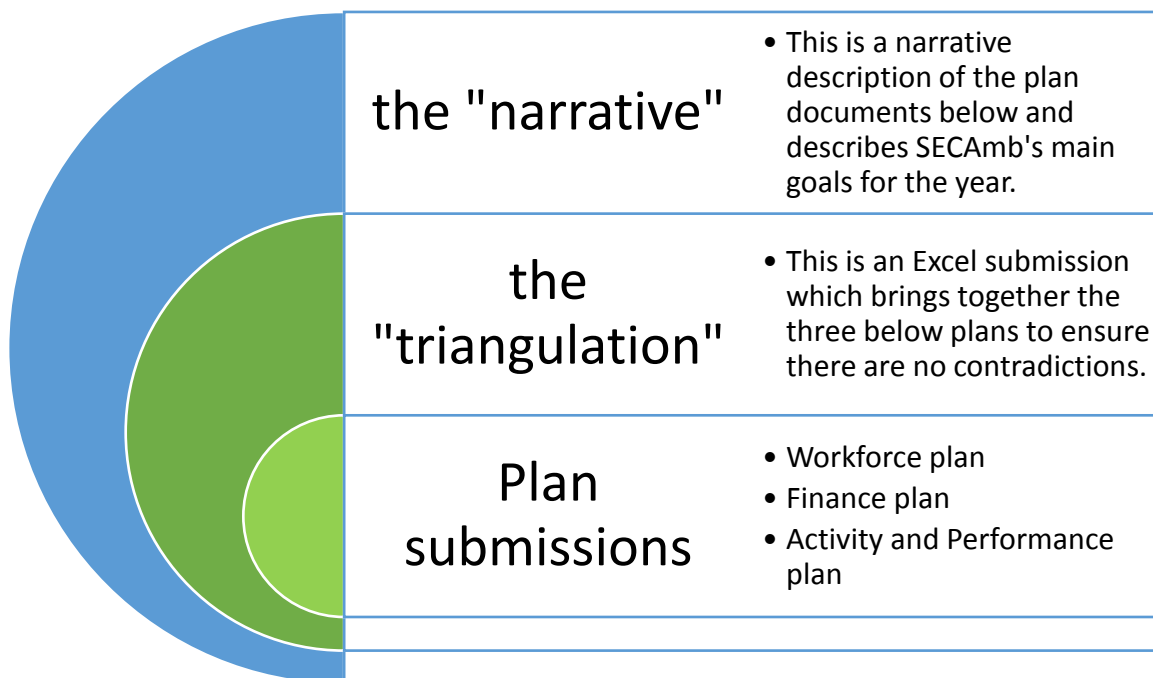 the "narrative"
• This is a narrative
description of the plan
documents below and
describes SECAmb's main
goals for the year.
the
"triangulation"
• This is an Excel submission
which brings together the
three below plans to ensure
there are no contradictions.
Plan
submissions
• Workforce plan
• Finance plan
• Activity and Performance
plan